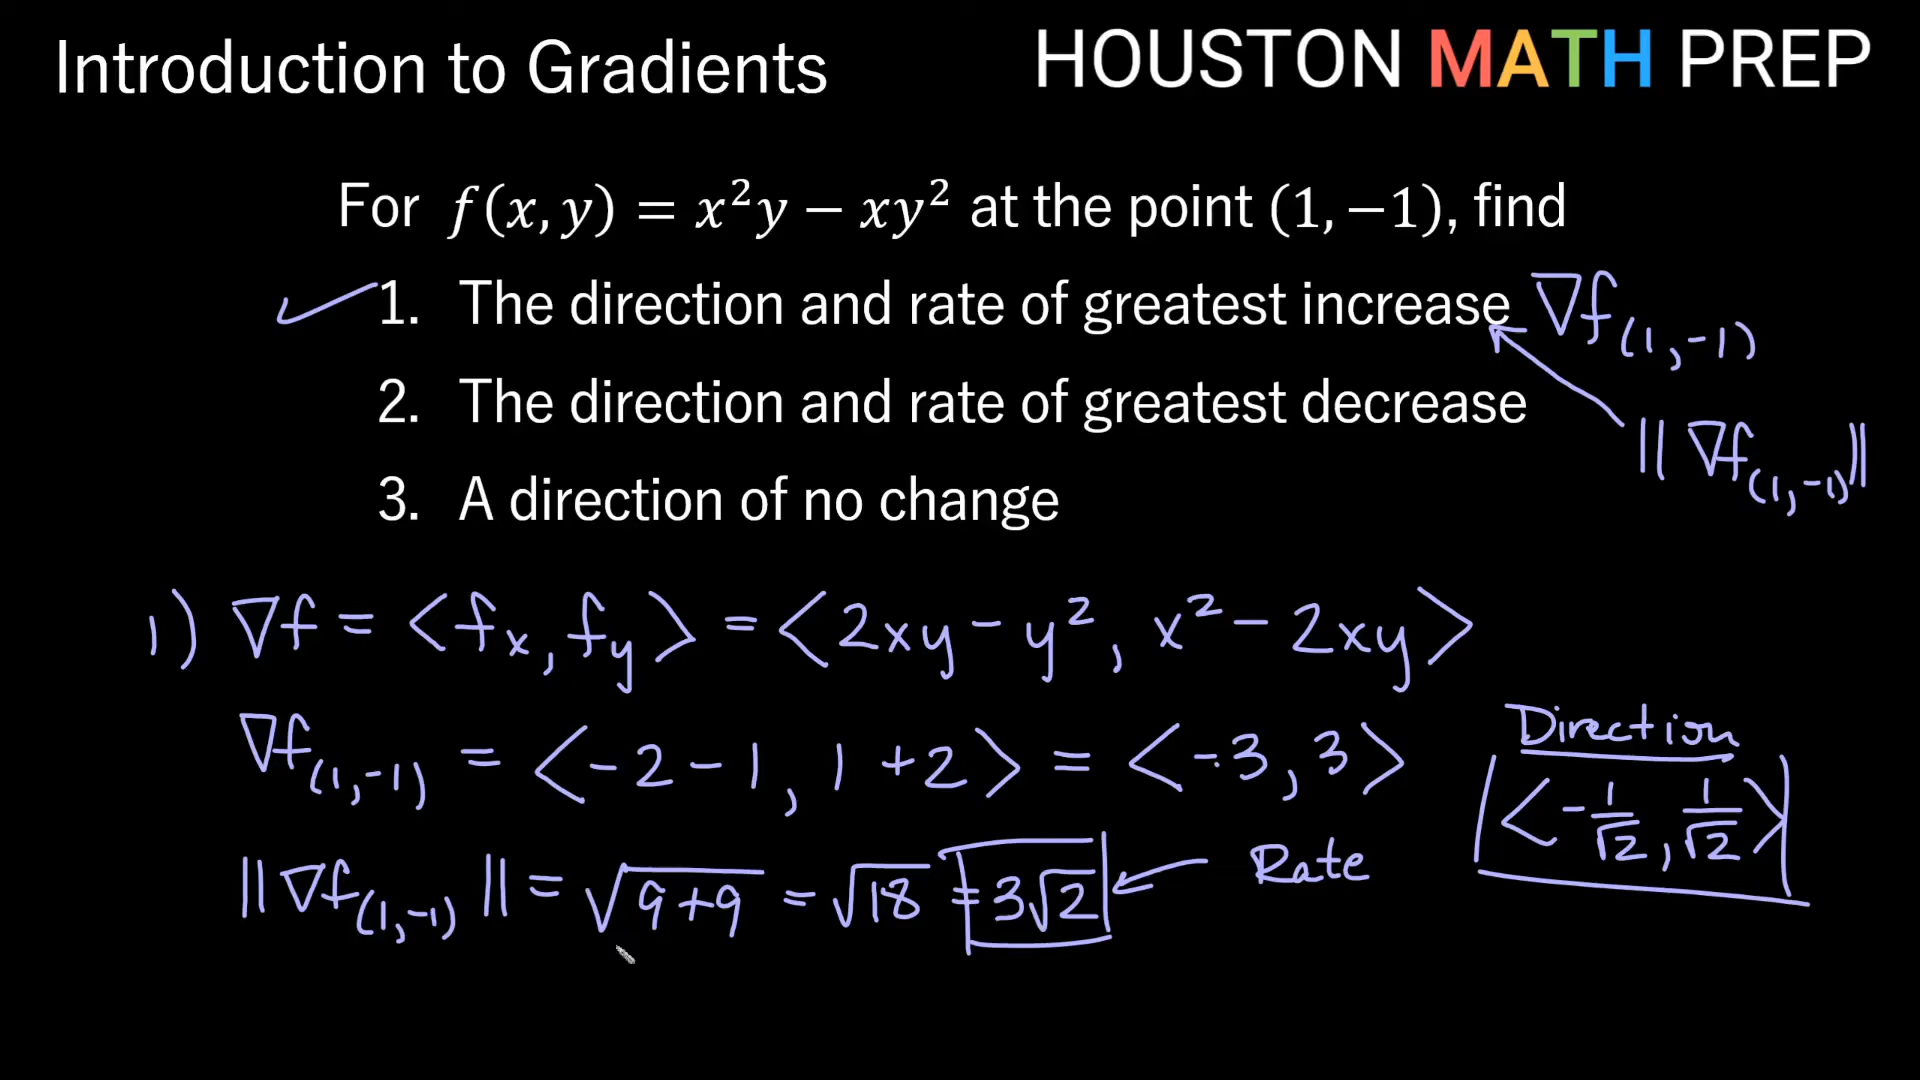 Introduction to Gradients
HOUSTON MATH PREP
For f(x, y) = x²y − xy² at the point (1, −1), find
1. The direction and rate of greatest increase ∇f(1,-1)
2. The direction and rate of greatest decrease
‖∇f(1,-1)‖
3. A direction of no change
1) ∇f = <fx, fy> = <2xy - y², x² - 2xy>
∇f(1,-1) = <-2-1, 1+2> = <-3, 3>
Direction
<-1/√2, 1/√2>
‖∇f(1,-1)‖ = √9+9 = √18 = 3√2 ← Rate